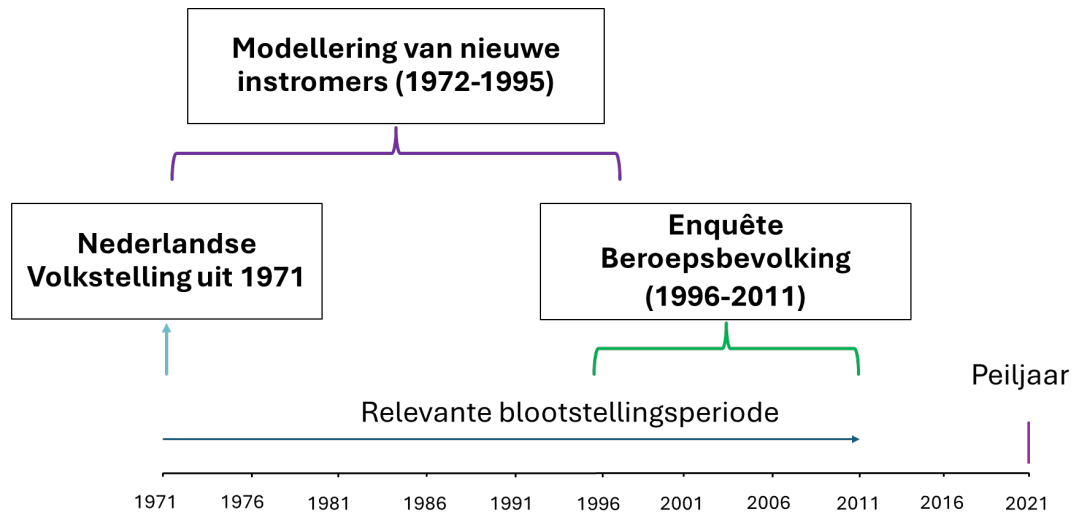 Modellering van nieuwe
instromers (1972-1995)
Nederlandse
Volkstelling uit 1971
Enquête
Beroepsbevolking
(1996-2011)
Peiljaar
Relevante blootstellingsperiode
1971 1976 1981 1986 1991 1996 2001 2006 2011 2016 2021